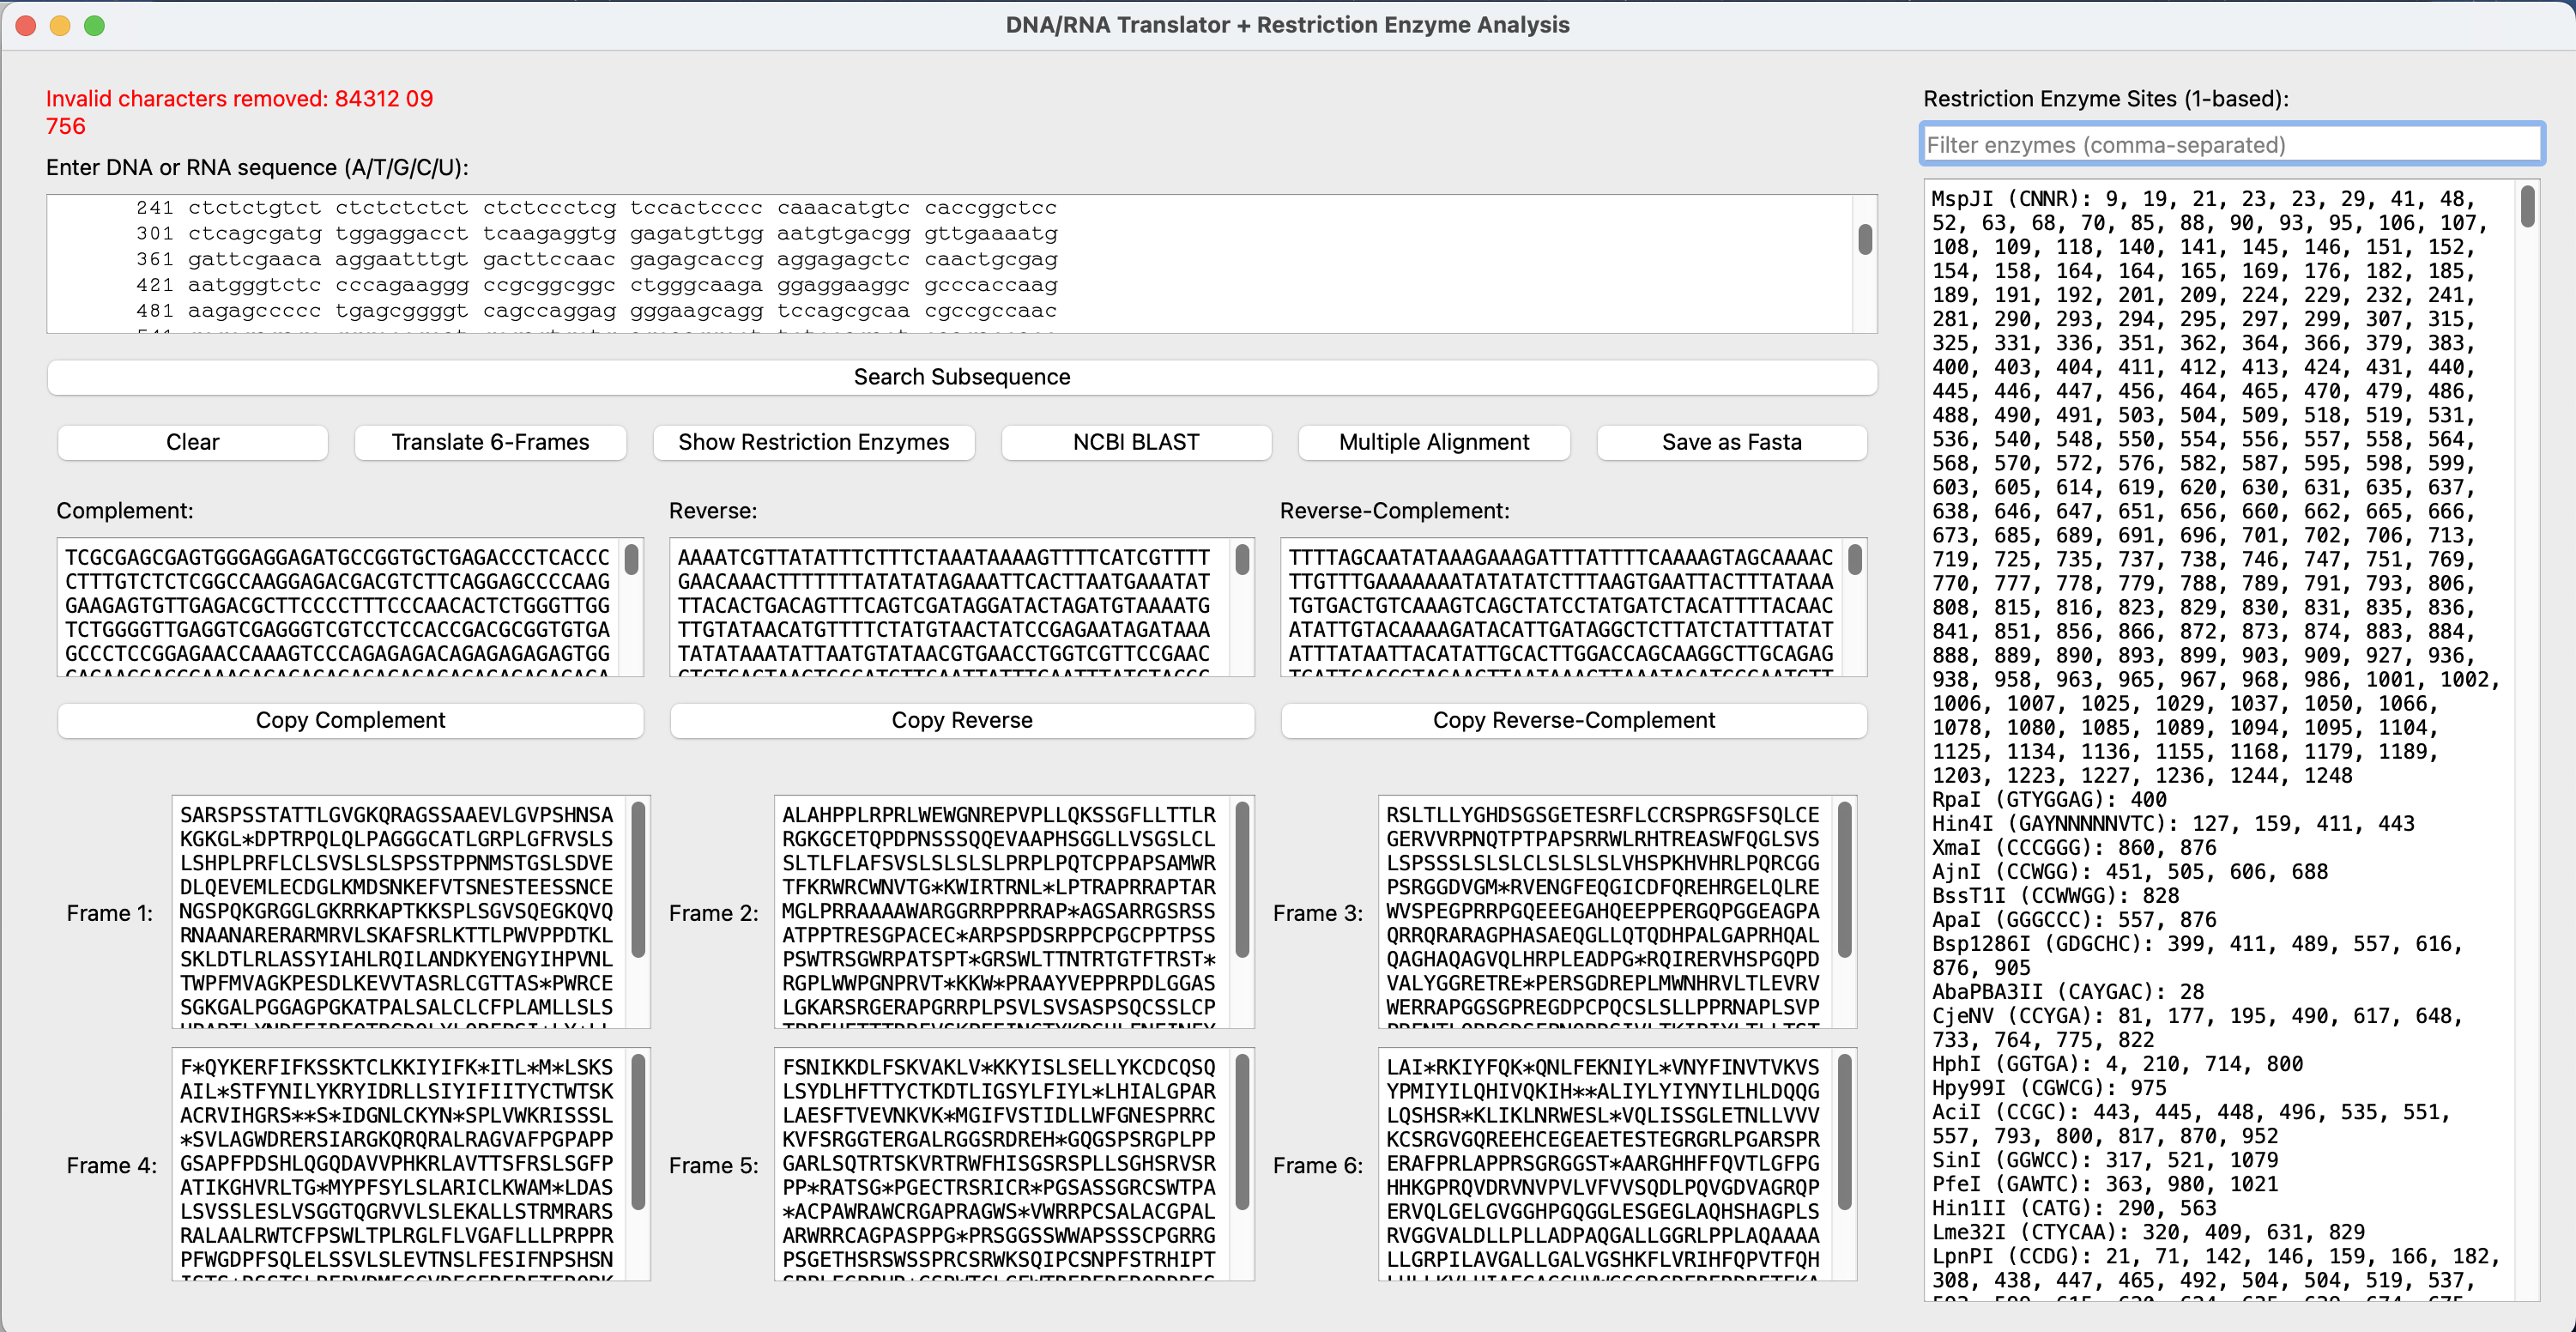 DNA/RNA Translator + Restriction Enzyme Analysis
Invalid characters removed: 84312 09
756
Enter DNA or RNA sequence (A/T/G/C/U):
241 ctctctgtct ctctctctct ctctccctcg tccactcccc caaacatgtc caccggctcc
301 ctcagcgatg tggaggacct tcaagaggtg gagatgttgg aatgtgacgg gttgaaaatg
361 gattcgaaca aggaatttgt gacttccaac gagagcaccg aggagagctc caactgcgag
421 aatgggtctc cccagaaggg ccgcggcggc ctgggcaaga ggaggaaggc gcccaccaag
481 aagagccccc tgagcggggt cagccaggag gggaagcagg tccagcgcaa cgccgccaac
Search Subsequence
Clear
Translate 6-Frames
Show Restriction Enzymes
NCBI BLAST
Multiple Alignment
Save as Fasta
Complement:
TCGCGAGCGAGTGGGAGGAGATGCCGGTGCTGAGACCCTCACCC
CTTTGTCTCTCGGCCAAGGAGACGACGTCTTCAGGAGCCCCAAG
GAAGAGTGTTGAGACGCTTCCCCTTTCCCAACACTCTGGGTTGG
TCTGGGGTTGAGGTCGAGGGTCGTCCTCCACCGACGCGGTGTGA
GCCCTCCGGAGAACCAAAGTCCCAGAGAGACAGAGAGAGAGTGG
Reverse:
AAAATCGTTATATTTCTTTCTAAATAAAAGTTTTCATCGTTTT
GAACAAACTTTTTTTATATATAGAAATTCACTTAATGAAATAT
TTACACTGACAGTTTCAGTCGATAGGATACTAGATGTAAAATG
TTGTATAACATGTTTTCTATGTAACTATCCGAGAATAGATAAA
TATATAAATATTAATGTATAACGTGAACCTGGTCGTTCCGAAC
Reverse-Complement:
TTTTAGCAATATAAAGAAAGATTTATTTTCAAAAGTAGCAAAAC
TTGTTTGAAAAAAATATATATCTTTAAGTGAATTACTTTATAAA
TGTGACTGTCAAAGTCAGCTATCCTATGATCTACATTTTACAAC
ATATTGTACAAAAGATACATTGATAGGCTCTTATCTATTTATAT
ATTTATAATTACATATTGCACTTGGACCAGCAAGGCTTGCAGAG
Copy Complement
Copy Reverse
Copy Reverse-Complement
Frame 1:
SARSPSSTATTLGVGKQRAGSSAAEVLGVPSHNSA
KGKGL*DPTRPQLQLPAGGGCATLGRPLGFRVSLS
LSHPLPRFLCLSVSLSLSPSSTPPNMSTGSLSDVE
DLQEVEMLECDGLKMDSNKEFVTSNESTEESSNCE
NGSPQKGRGGLGKRRKAPTKKSPLSGVSQEGKQVQ
RNAANARERARMRVLSKAFSRLKTTLPWVPPDTKL
SKLDTLRLASSYIAHLRQILANDKYENGYIHPVNL
TWPFMVAGKPESDLKEVVTASRLCGTTAS*PWRCE
SGKGALPGGAGPGKATPALSALCLCFPLAMLLSLS
Frame 2:
ALAHPPLRPRLWEWGNREPVPLLQKSSGFLLTTLR
RGKGCETQPDPNSSSQQEVAAPHSGGLLVSGSLCL
SLTLFLAFSVSLSLSLSLPRPLPQTCPPAPSAMWR
TFKRWRCWNVTG*KWIRTRNL*LPTRAPRRAPTAR
MGLPRRAAAAWARGGRRPPRRAP*AGSARRGSRSS
ATPPTRESGPACEC*ARPSPDSRPPCPGCPPTPSS
PSWTRSGWRPATSPT*GRSWLTTNTRTGTFTRST*
RGPLWWPGNPRVT*KKW*PRAAYVEPPRPDLGGAS
LGKARSRGERAPGRRPLPSVLSVSASPSQCSSLCP
Frame 3:
RSLTLLYGHDSGSGETESRFLCCRSPRGSFSQLCE
GERVVRPNQTPTPAPSRRWLRHTREASWFQGLSVS
LSPSSSLSLSLCLSLSLSLVHSPKHVHRLPQRCGG
PSRGGDVGM*RVENGFEQGICDFQREHRGELQLRE
WVSPEGPRRPGQEEEGAHQEEPPERGQPGGEAGPA
QRRQRARAGPHASAEQGLLQTQDHPALGAPRHQAL
QAGHAQAGVQLHRPLEADPG*RQIRERVHSPGQPD
VALYGGRETRE*PERSGDREPLMWNHRVLTLEVRV
WERRAPGGSGPREGDPCPQCSLSLLPPRNAPLSVP
Frame 4:
F*QYKERFIFKSSKTCLKKIYIFK*ITL*M*LSKS
AIL*STFYNILYKRYIDRLLSIYIFIITYCTWTSK
ACRVIHGRS**S*IDGNLCKYN*SPLVWKRISSSL
*SVLAGWDRERSIARGKQRQRALRAGVAFPGPAPP
GSAPFPDSHLQGQDAVVPHKRLAVTTSFRSLSGFP
ATIKGHVRLTG*MYPFSYLSLARICLKWAM*LDAS
LSVSSLESLVSGGTQGRVVLSLEKALLSTRMRARS
RALAALRWTCFPSWLTPLRGLFLVGAFLLLPRPPR
PFWGDPFSQLELSSVLSLEVTNSLFESIFNPSHSN
Frame 5:
FSNIKKDLFSKVAKLV*KKYISLSELLYKCDCQSQ
LSYDLHFTTYCTKDTLIGSYLFIYL*LHIALGPAR
LAESFTVEVNKVK*MGIFVSTIDLLWFGNESPRRC
KVFSRGGTERGALRGGSRDREH*GQGSPSRGPLPP
GARLSQTRTSKVRTRWFHISGSRSPLLSGHSRVSR
PP*RATSG*PGECTRSRICR*PGSASSGRCSWTPA
*ACPAWRAWCRGAPRAGWS*VWRRPCSALACGPAL
ARWRRCAGPASPPG*PRSGGSSWWAPSSSCPGRRG
PSGETHSRSWSSPRCSRWKSQIPCSNPFSTRHIPT
Frame 6:
LAI*RKIYFQK*QNLFEKNIYL*VNYFINVTVKVS
YPMIYILQHIVQKIH**ALIYLYIYNYILHLDQQG
LQSHSR*KLIKLNRWESL*VQLISSGLETNLLVVV
KCSRGVGQREEHCEGEAETESTEGRGRLPGARSPR
ERAFPRLAPPRSGRGGST*AARGHHFFQVTLGFPG
HHKGPRQVDRVNVPVLVFVVSQDLPQVGDVAGRQP
ERVQLGELGVGGHPGQGGLESGEGLAQHSHAGPLS
RVGGVALDLLPLLADPAQGALLGGRLPPLAQAAAA
LLGRPILAVGALLGALVGSHKFLVRIHFQPVTFQH
Restriction Enzyme Sites (1-based):
Filter enzymes (comma-separated)
MspJI (CNNR): 9, 19, 21, 23, 23, 29, 41, 48,
52, 63, 68, 70, 85, 88, 90, 93, 95, 106, 107,
108, 109, 118, 140, 141, 145, 146, 151, 152,
154, 158, 164, 164, 165, 169, 176, 182, 185,
189, 191, 192, 201, 209, 224, 229, 232, 241,
281, 290, 293, 294, 295, 297, 299, 307, 315,
325, 331, 336, 351, 362, 364, 366, 379, 383,
400, 403, 404, 411, 412, 413, 424, 431, 440,
445, 446, 447, 456, 464, 465, 470, 479, 486,
488, 490, 491, 503, 504, 509, 518, 519, 531,
536, 540, 548, 550, 554, 556, 557, 558, 564,
568, 570, 572, 576, 582, 587, 595, 598, 599,
603, 605, 614, 619, 620, 630, 631, 635, 637,
638, 646, 647, 651, 656, 660, 662, 665, 666,
673, 685, 689, 691, 696, 701, 702, 706, 713,
719, 725, 735, 737, 738, 746, 747, 751, 769,
770, 777, 778, 779, 788, 789, 791, 793, 806,
808, 815, 816, 823, 829, 830, 831, 835, 836,
841, 851, 856, 866, 872, 873, 874, 883, 884,
888, 889, 890, 893, 899, 903, 909, 927, 936,
938, 958, 963, 965, 967, 968, 986, 1001, 1002,
1006, 1007, 1025, 1029, 1037, 1050, 1066,
1078, 1080, 1085, 1089, 1094, 1095, 1104,
1125, 1134, 1136, 1155, 1168, 1179, 1189,
1203, 1223, 1227, 1236, 1244, 1248
RpaI (GTYGGAG): 400
Hin4I (GAYNNNNNVTC): 127, 159, 411, 443
XmaI (CCCGGG): 860, 876
AjnI (CCWGG): 451, 505, 606, 688
BssT1I (CCWWGG): 828
ApaI (GGGCCC): 557, 876
Bsp1286I (GDGCHC): 399, 411, 489, 557, 616,
876, 905
AbaPBA3II (CAYGAC): 28
CjeNV (CCYGA): 81, 177, 195, 490, 617, 648,
733, 764, 775, 822
HphI (GGTGA): 4, 210, 714, 800
Hpy99I (CGWCG): 975
AciI (CCGC): 443, 445, 448, 496, 535, 551,
557, 793, 800, 817, 870, 952
SinI (GGWCC): 317, 521, 1079
PfeI (GAWTC): 363, 980, 1021
Hin1II (CATG): 290, 563
Lme32I (CTYCAA): 320, 409, 631, 829
LpnPI (CCDG): 21, 71, 142, 146, 159, 166, 182,
308, 438, 447, 465, 492, 504, 504, 519, 537,